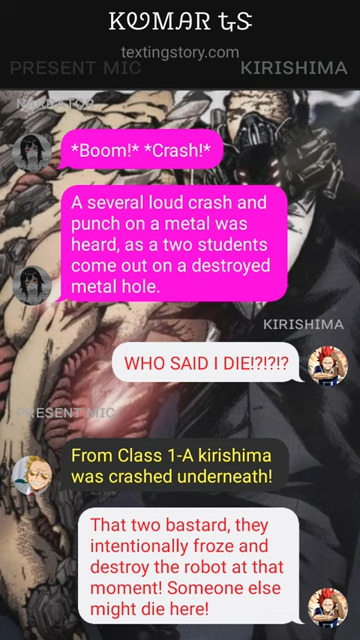 KUMAR GS
textingstory.com
PRESENT MIC KIRISHIMA
NARRATOR
*Boom!* *Crash!*
A several loud crash and
punch on a metal was
heard, as a two students
come out on a destroyed
metal hole.
KIRISHIMA
WHO SAID I DIE!?!?!?
PRESENT MIC
From Class 1-A kirishima
was crashed underneath!
That two bastard, they
intentionally froze and
destroy the robot at that
moment! Someone else
might die here!